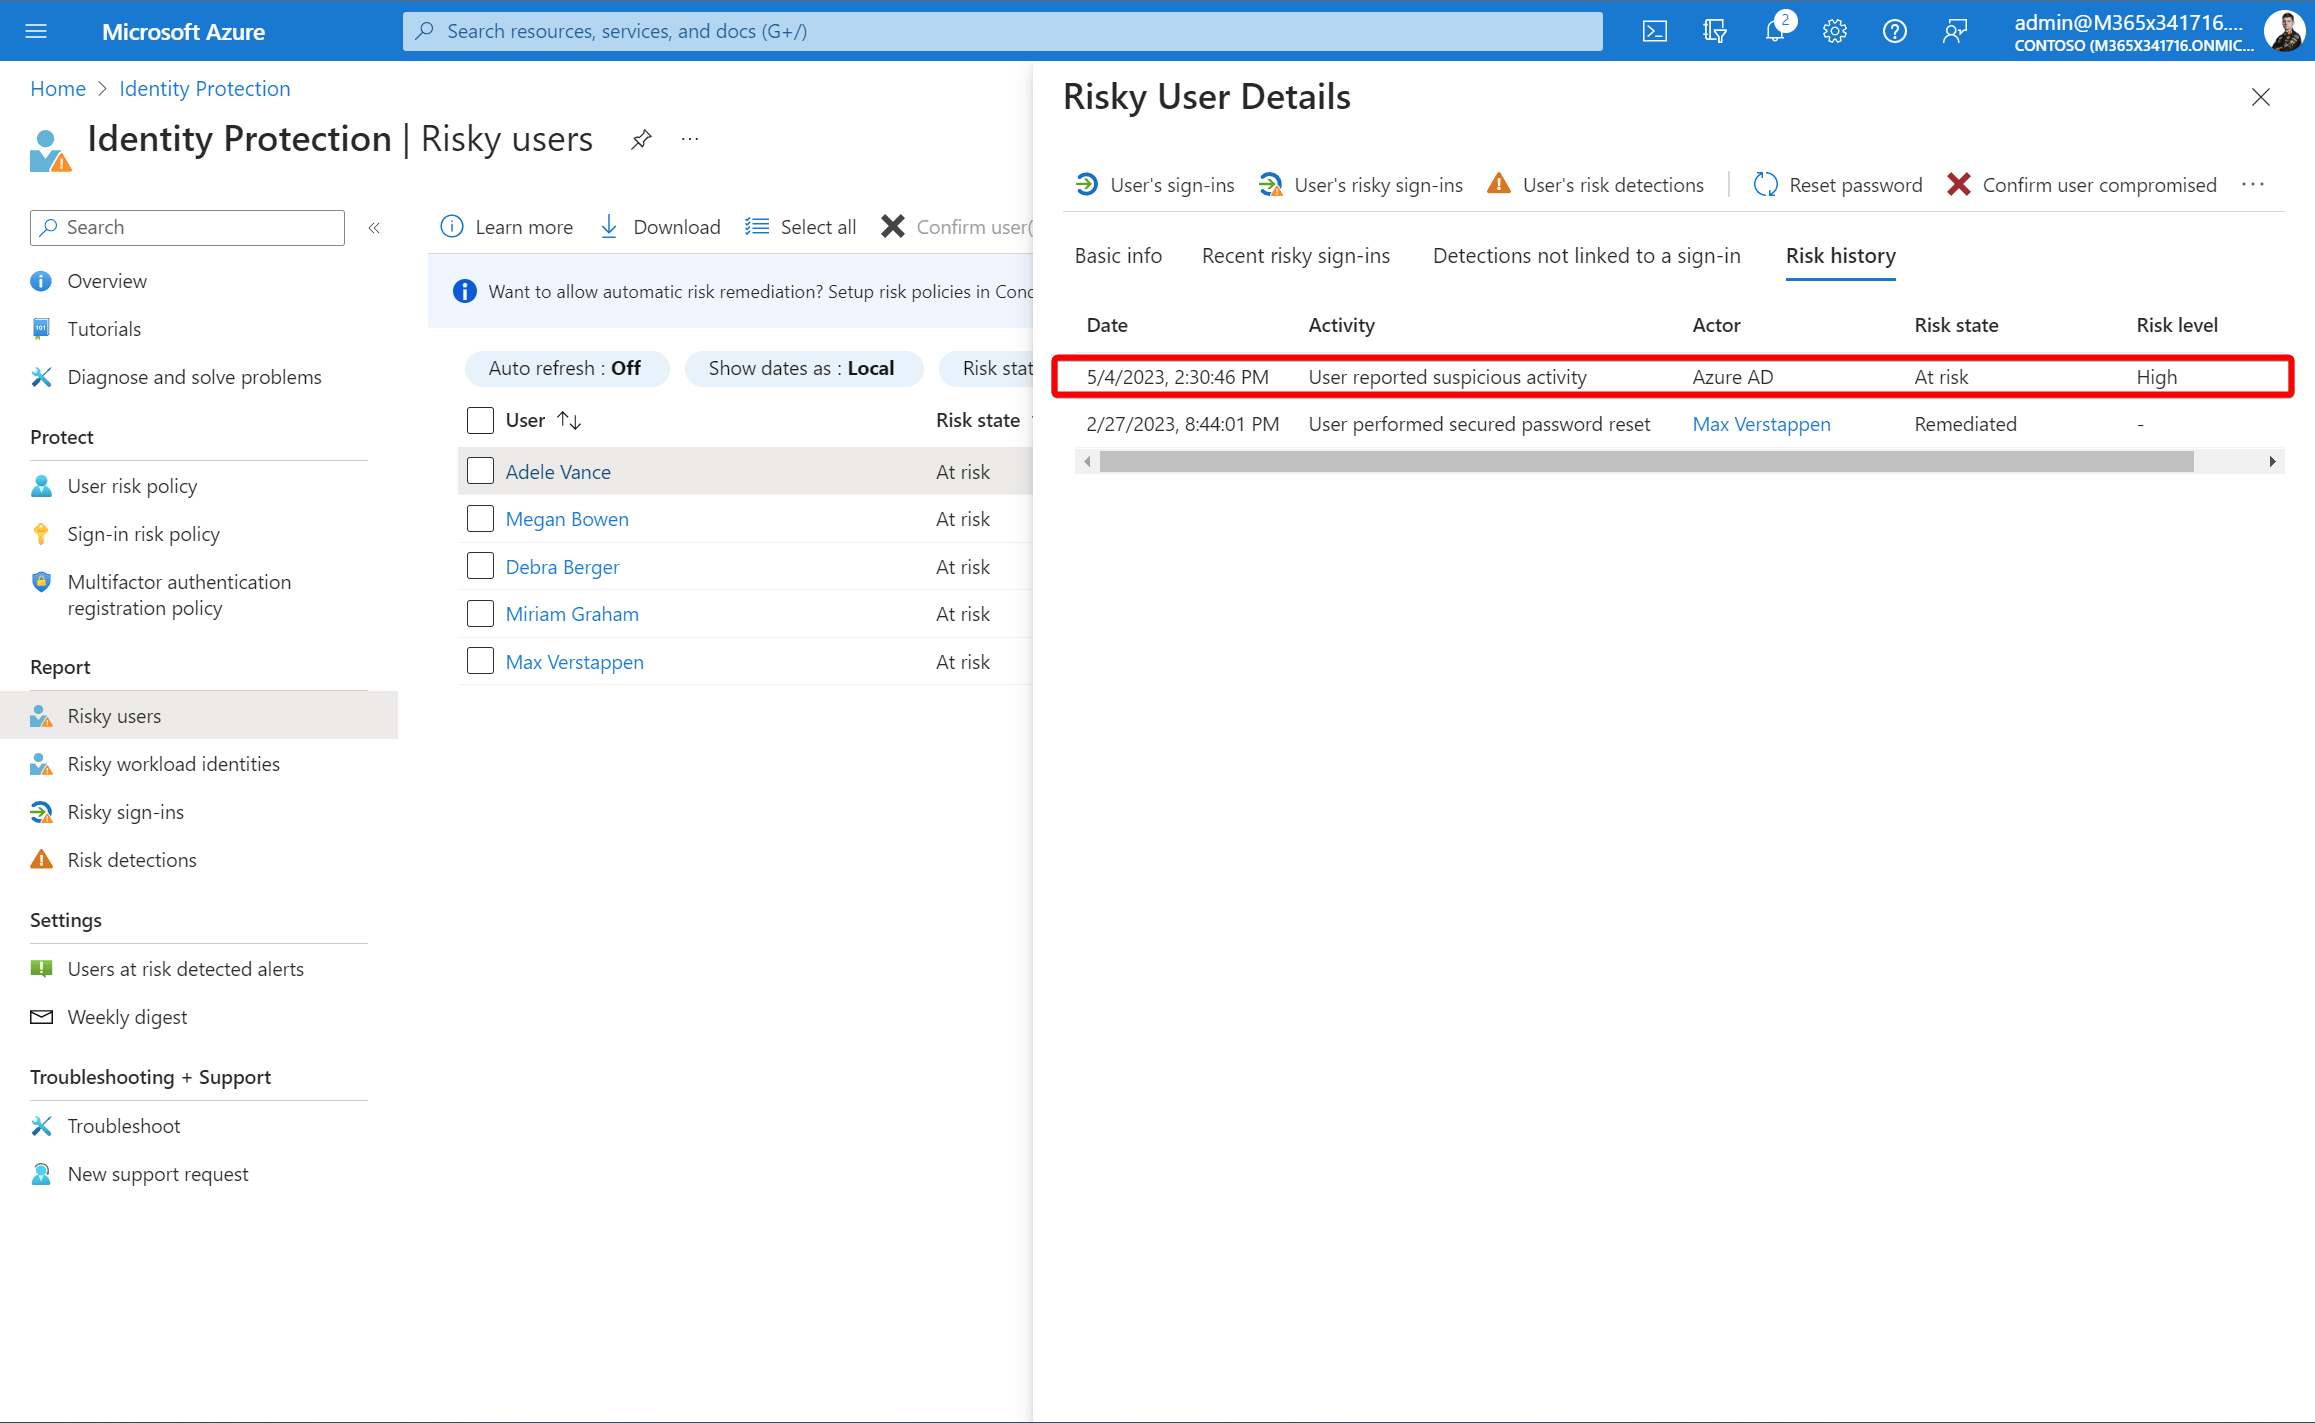 Microsoft Azure
Search resources, services, and docs (G+/)
2
admin@M365x341716....
CONTOSO (M365X341716.ONMIC...
Home > Identity Protection
Identity Protection | Risky users
...
Search
«
Overview
Tutorials
Diagnose and solve problems
Protect
User risk policy
Sign-in risk policy
Multifactor authentication
registration policy
Report
Risky users
Risky workload identities
Risky sign-ins
Risk detections
Settings
Users at risk detected alerts
Weekly digest
Troubleshooting + Support
Troubleshoot
New support request
Learn more Download Select all Confirm user(
Want to allow automatic risk remediation? Setup risk policies in Conc
Auto refresh : Off Show dates as : Local Risk stat
User Risk state
Adele Vance At risk
Megan Bowen At risk
Debra Berger At risk
Miriam Graham At risk
Max Verstappen At risk
Risky User Details
User's sign-ins User's risky sign-ins User's risk detections Reset password Confirm user compromised ...
Basic info Recent risky sign-ins Detections not linked to a sign-in Risk history
Date Activity Actor Risk state Risk level
5/4/2023, 2:30:46 PM User reported suspicious activity Azure AD At risk High
2/27/2023, 8:44:01 PM User performed secured password reset Max Verstappen Remediated -